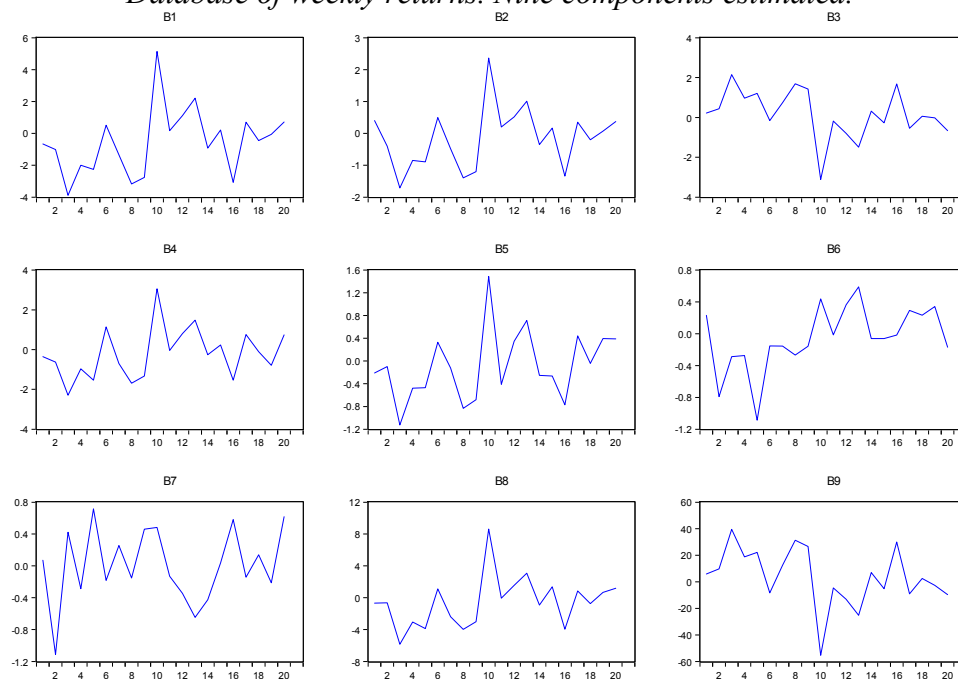 Database of weekly returns. Nine components estimated.
B1 B2 B3
6 3 4
4 2 2
2 1 0
0 0 -2
-2 -1 -4
-4 -2
2 4 6 8 10 12 14 16 18 20 2 4 6 8 10 12 14 16 18 20 2 4 6 8 10 12 14 16 18 20
B4 B5 B6
4 1.6 0.8
2 1.2 0.4
0 0.8 0.0
-2 0.4 -0.4
-4 0.0 -0.8
-0.4 -1.2
-0.8
-1.2
2 4 6 8 10 12 14 16 18 20 2 4 6 8 10 12 14 16 18 20 2 4 6 8 10 12 14 16 18 20
B7 B8 B9
0.8 12 60
0.4 8 40
0.0 4 20
-0.4 0 0
-0.8 -4 -20
-1.2 -8 -40
-60
2 4 6 8 10 12 14 16 18 20 2 4 6 8 10 12 14 16 18 20 2 4 6 8 10 12 14 16 18 20